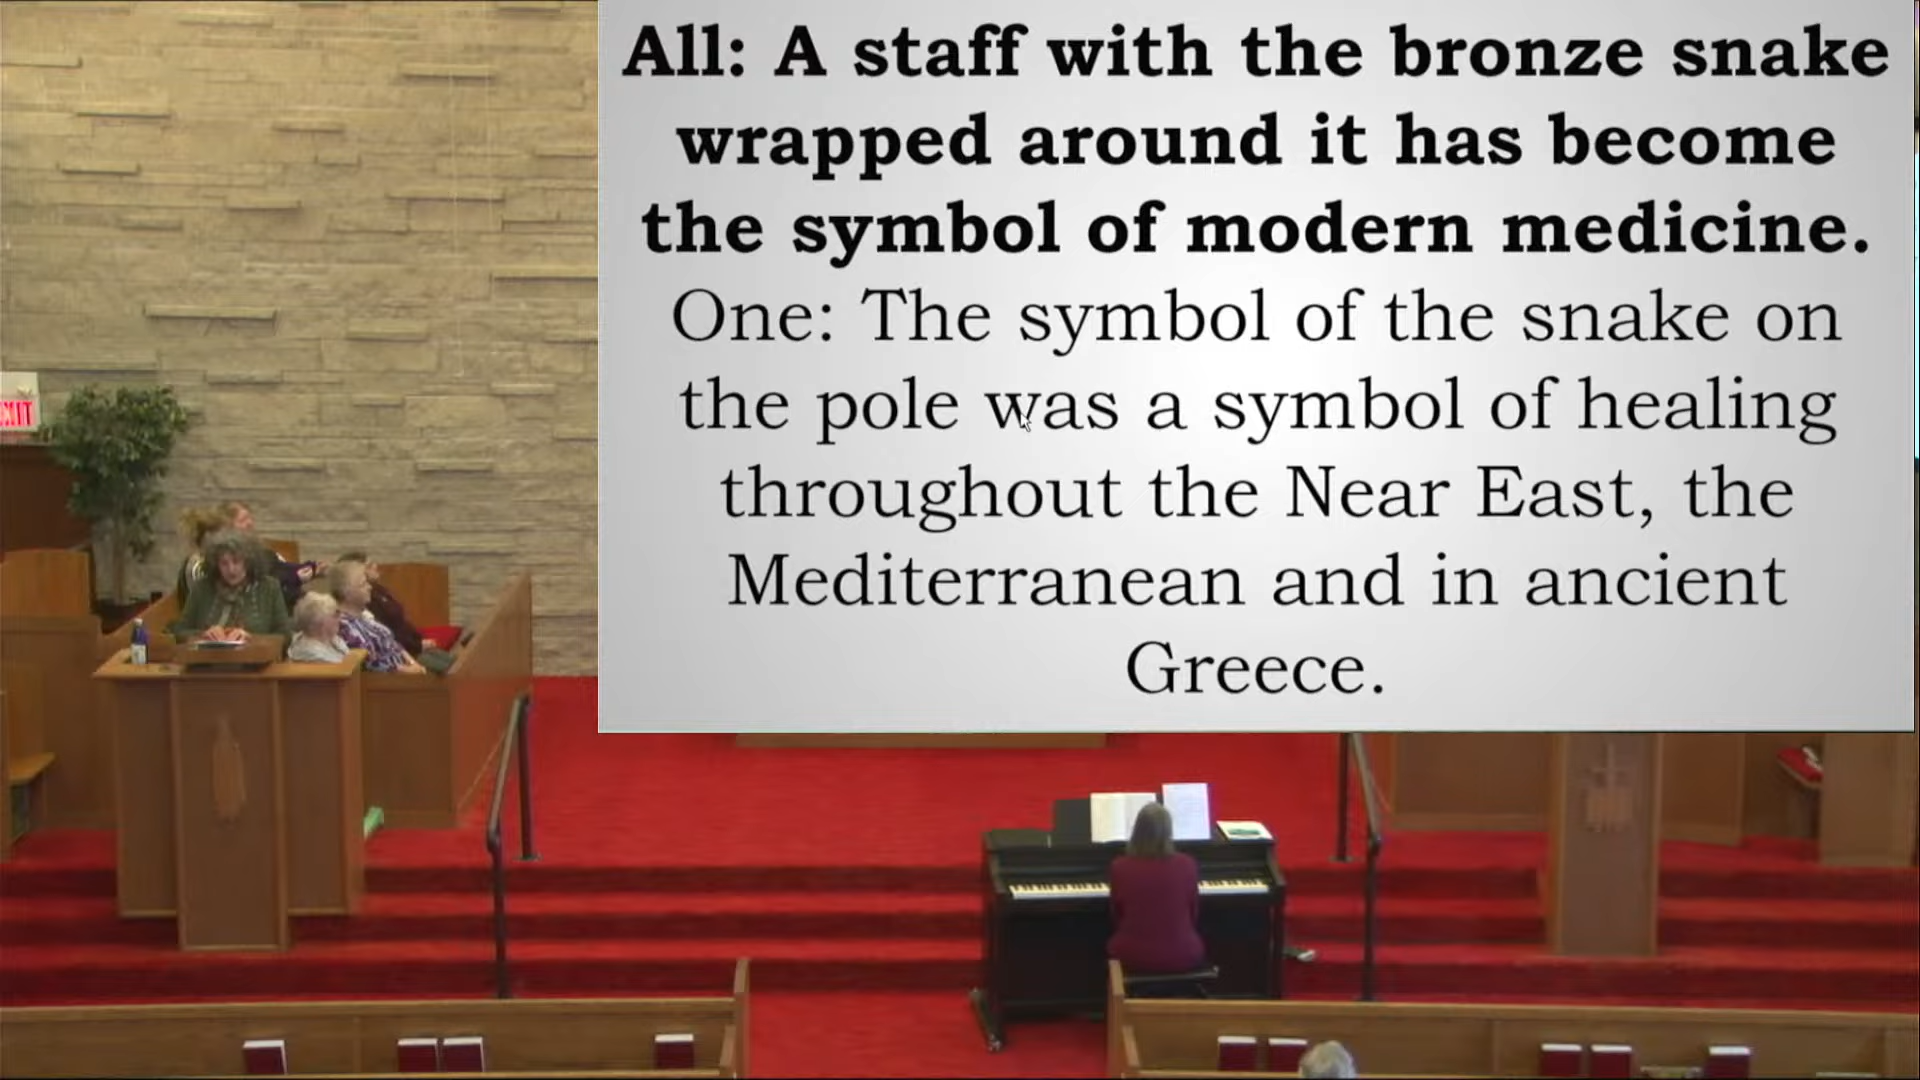 All: A staff with the bronze snake
wrapped around it has become
the symbol of modern medicine.
One: The symbol of the snake on
the pole was a symbol of healing
throughout the Near East, the
Mediterranean and in ancient
Greece.
EXIT